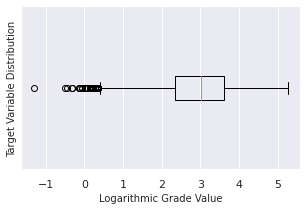 Target Variable Distribution
−1 0 1 2 3 4 5
Logarithmic Grade Value